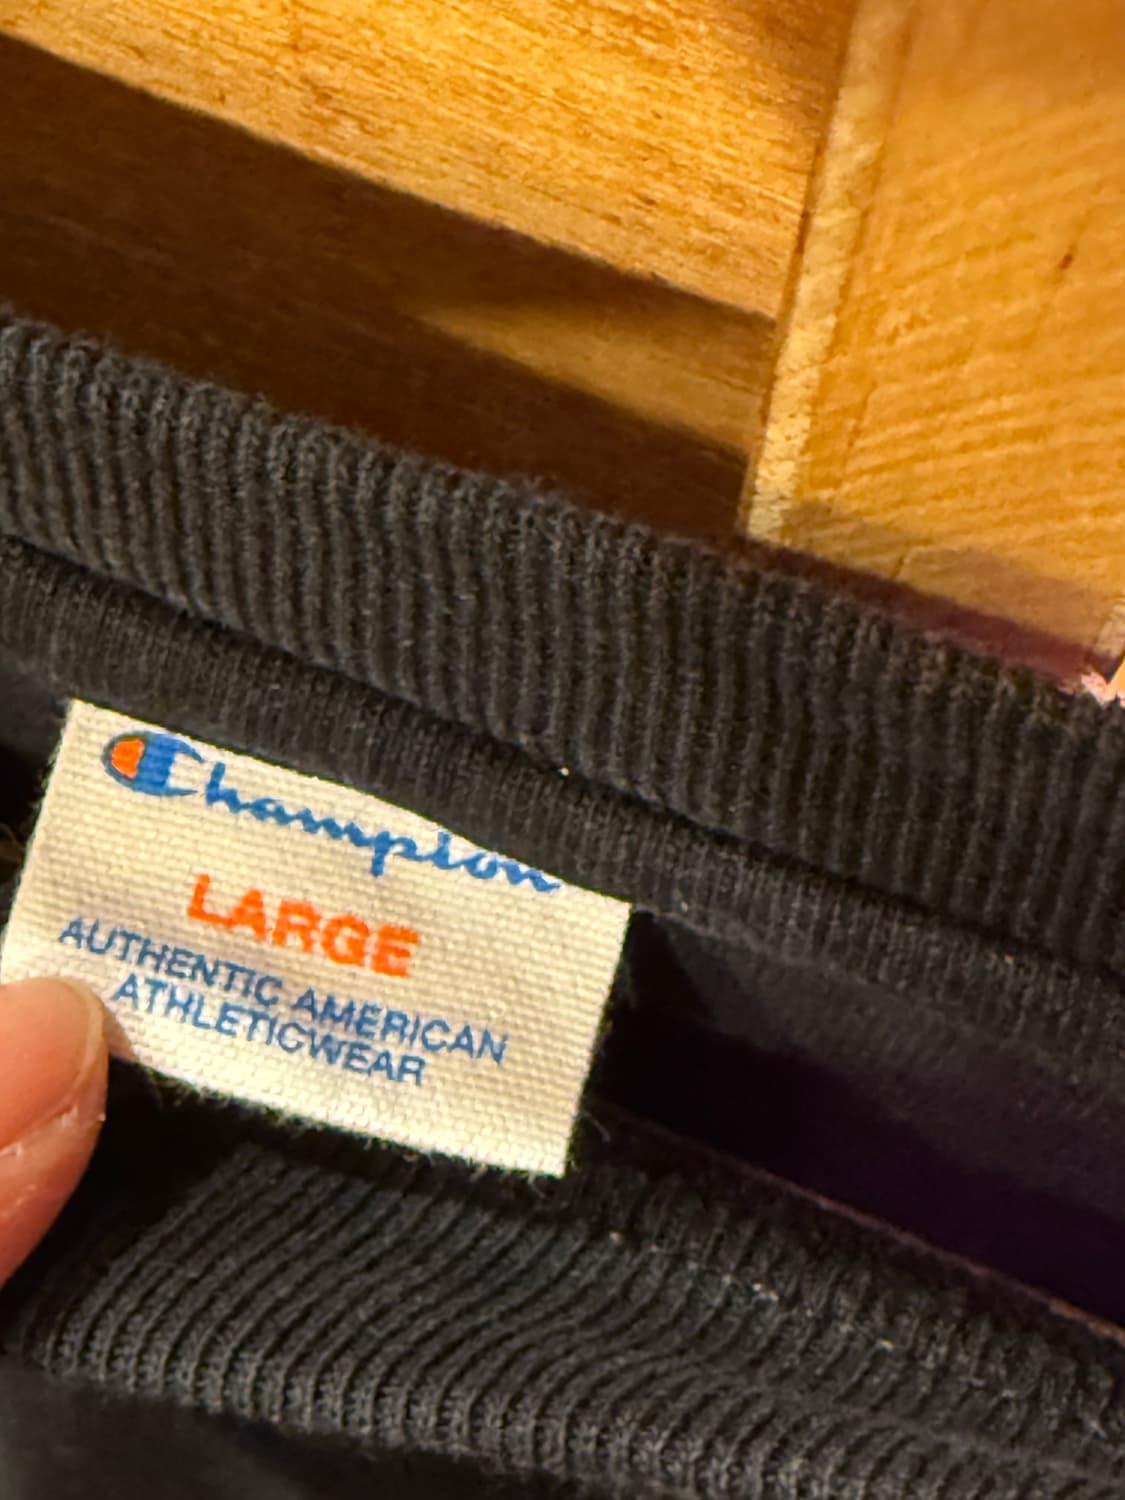 Champion
LARGE
AUTHENTIC AMERICAN
ATHLETICWEAR